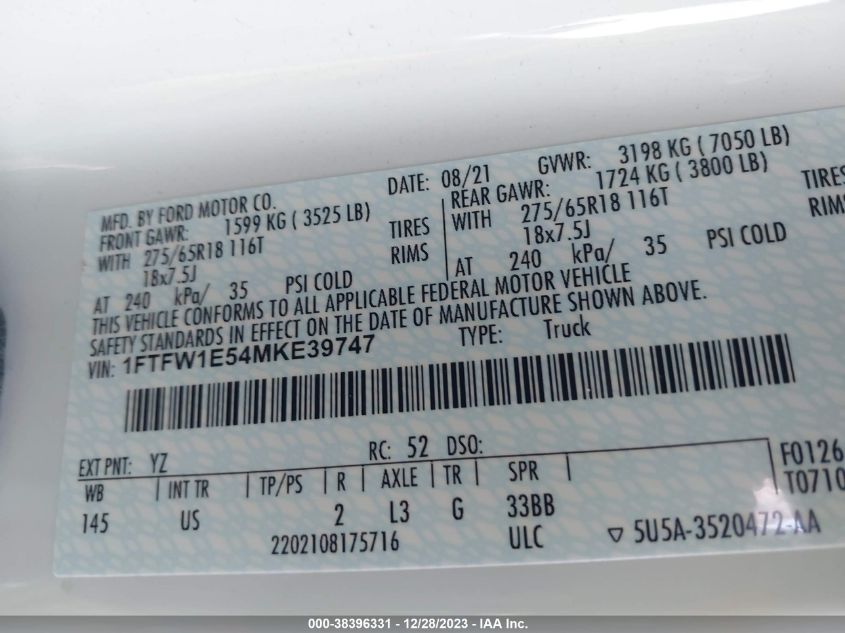 MFD. BY FORD MOTOR CO.
DATE: 08/21 GVWR: 3198 KG ( 7050 LB)
FRONT GAWR: 1599 KG ( 3525 LB)
REAR GAWR: 1724 KG ( 3800 LB)
WITH 275/65R18 116T TIRES
WITH 275/65R18 116T TIRES
18x7.5J RIMS
18x7.5J RIMS
AT 240 kPa/ 35 PSI COLD
AT 240 kPa/ 35 PSI COLD
THIS VEHICLE CONFORMS TO ALL APPLICABLE FEDERAL MOTOR VEHICLE
SAFETY STANDARDS IN EFFECT ON THE DATE OF MANUFACTURE SHOWN ABOVE.
VIN: 1FTFW1E54MKE39747 TYPE: Truck
EXT PNT: YZ RC: 52 DSO:
WB INT TR TP/PS R AXLE TR SPR
145 US 2 L3 G 33BB
2202108175716 ULC
F0126
T0710
▽ 5U5A-3520472-AA
000-38396331 - 12/28/2023 - IAA Inc.